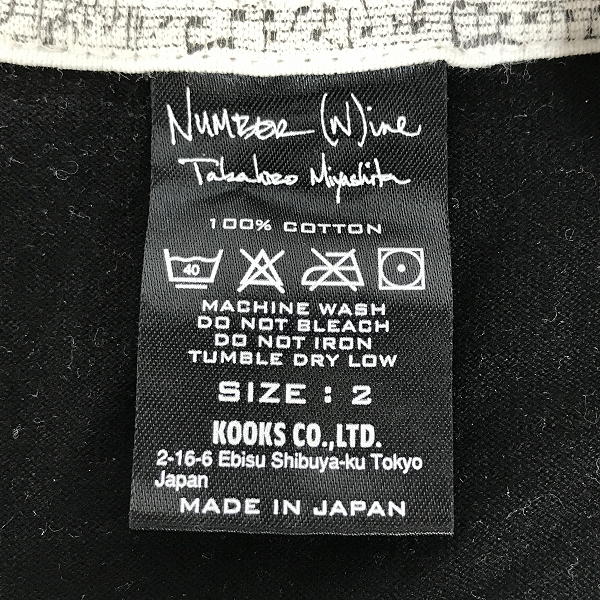 NUMBER (N)ine
Takahiro Miyashita
100% COTTON
40
MACHINE WASH
DO NOT BLEACH
DO NOT IRON
TUMBLE DRY LOW
SIZE : 2
KOOKS CO.,LTD.
2-16-6 Ebisu Shibuya-ku Tokyo
Japan
MADE IN JAPAN